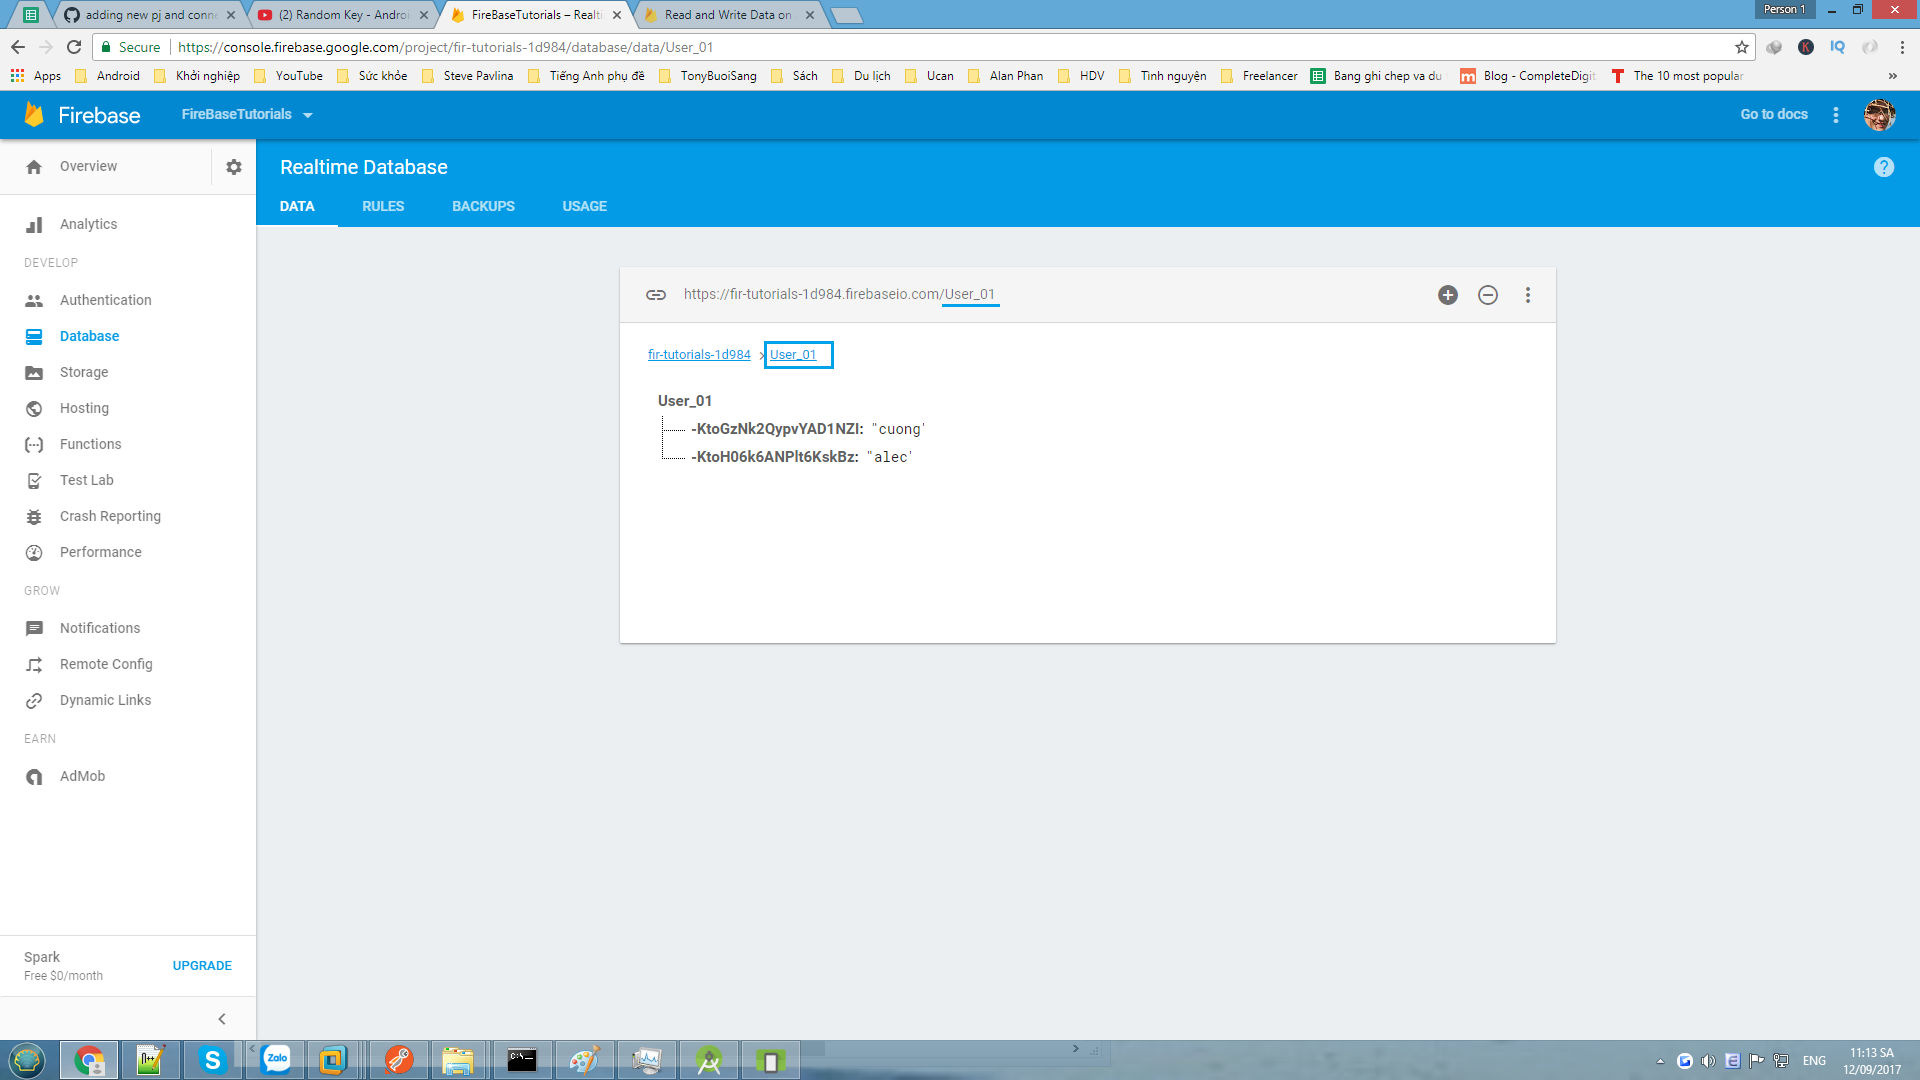 adding new pj and conne
(2) Random Key - Androi
FireBaseTutorials – Realti
Read and Write Data on
Person 1
Secure
https://console.firebase.google.com/project/fir-tutorials-1d984/database/data/User_01
Apps
Android
Khởi nghiệp
YouTube
Sức khỏe
Steve Pavlina
Tiếng Anh phụ đề
TonyBuoiSang
Sách
Du lịch
Ucan
Alan Phan
HDV
Tình nguyện
Freelancer
Bang ghi chep va du
Blog - CompleteDigit
The 10 most popular
»
Firebase
FireBaseTutorials
Go to docs
Overview
Realtime Database
DATA
RULES
BACKUPS
USAGE
Analytics
DEVELOP
Authentication
Database
Storage
Hosting
Functions
Test Lab
Crash Reporting
Performance
GROW
Notifications
Remote Config
Dynamic Links
EARN
AdMob
Spark
Free $0/month
UPGRADE
https://fir-tutorials-1d984.firebaseio.com/User_01
fir-tutorials-1d984 > User_01
User_01
-KtoGzNk2QypvYAD1NZI: "cuong"
-KtoH06k6ANPlt6KskBz: "alec"
Zalo
ENG
11:13 SA
12/09/2017